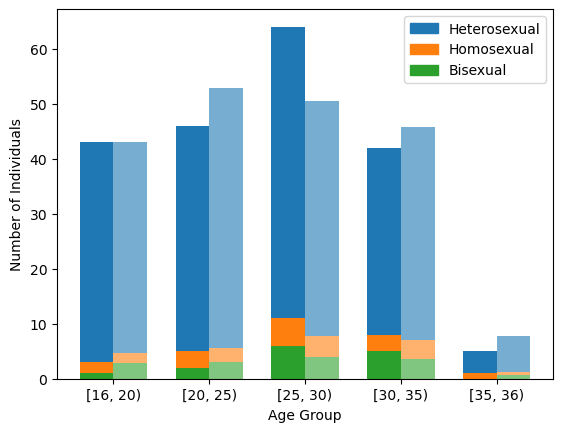 Heterosexual
Homosexual
Bisexual
Number of Individuals
60
50
40
30
20
10
0
[16, 20)
[20, 25)
[25, 30)
[30, 35)
[35, 36)
Age Group